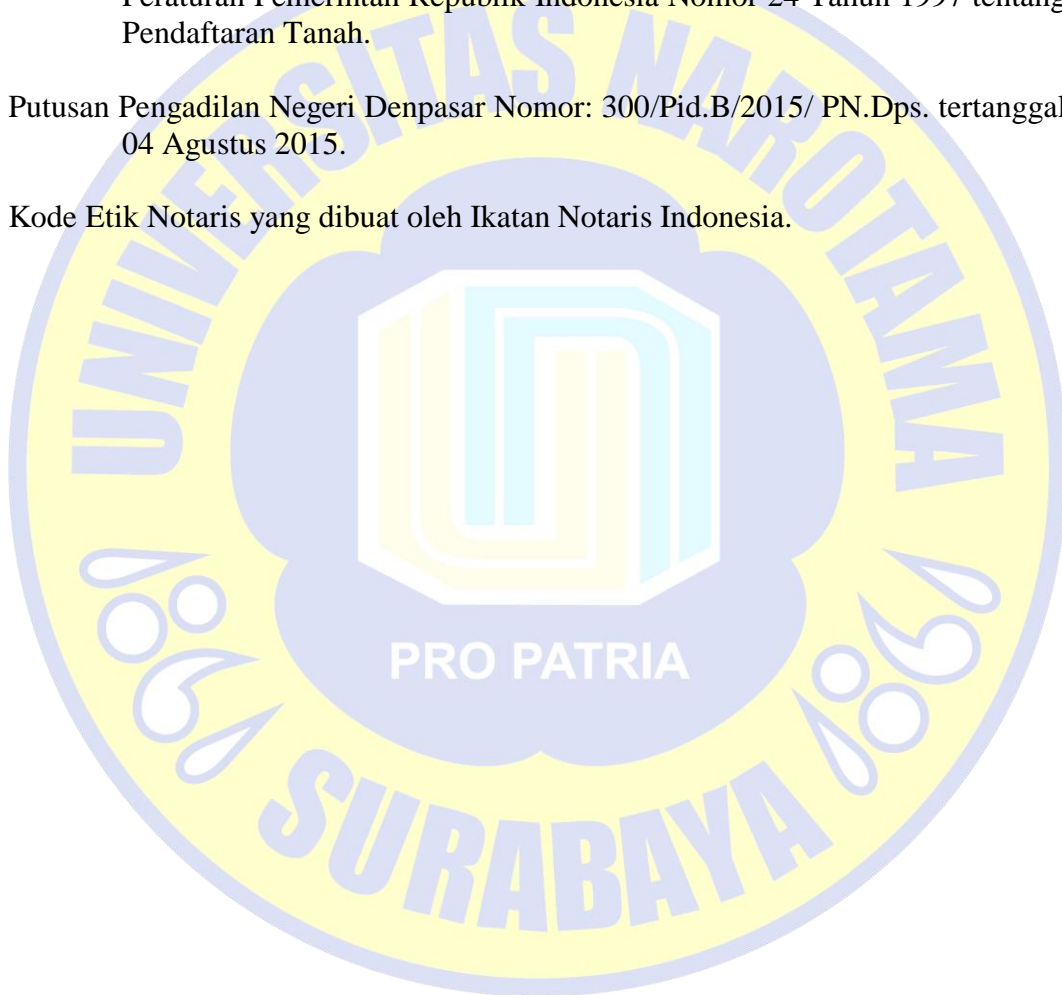 Peraturan Pemerintah Republik Indonesia Nomor 24 Tahun 1997 tentang
Pendaftaran Tanah.
Putusan Pengadilan Negeri Denpasar Nomor: 300/Pid.B/2015/ PN.Dps. tertanggal
04 Agustus 2015.
Kode Etik Notaris yang dibuat oleh Ikatan Notaris Indonesia.
UNIVERSITAS NAROTAMA
PRO PATRIA
SURABAYA